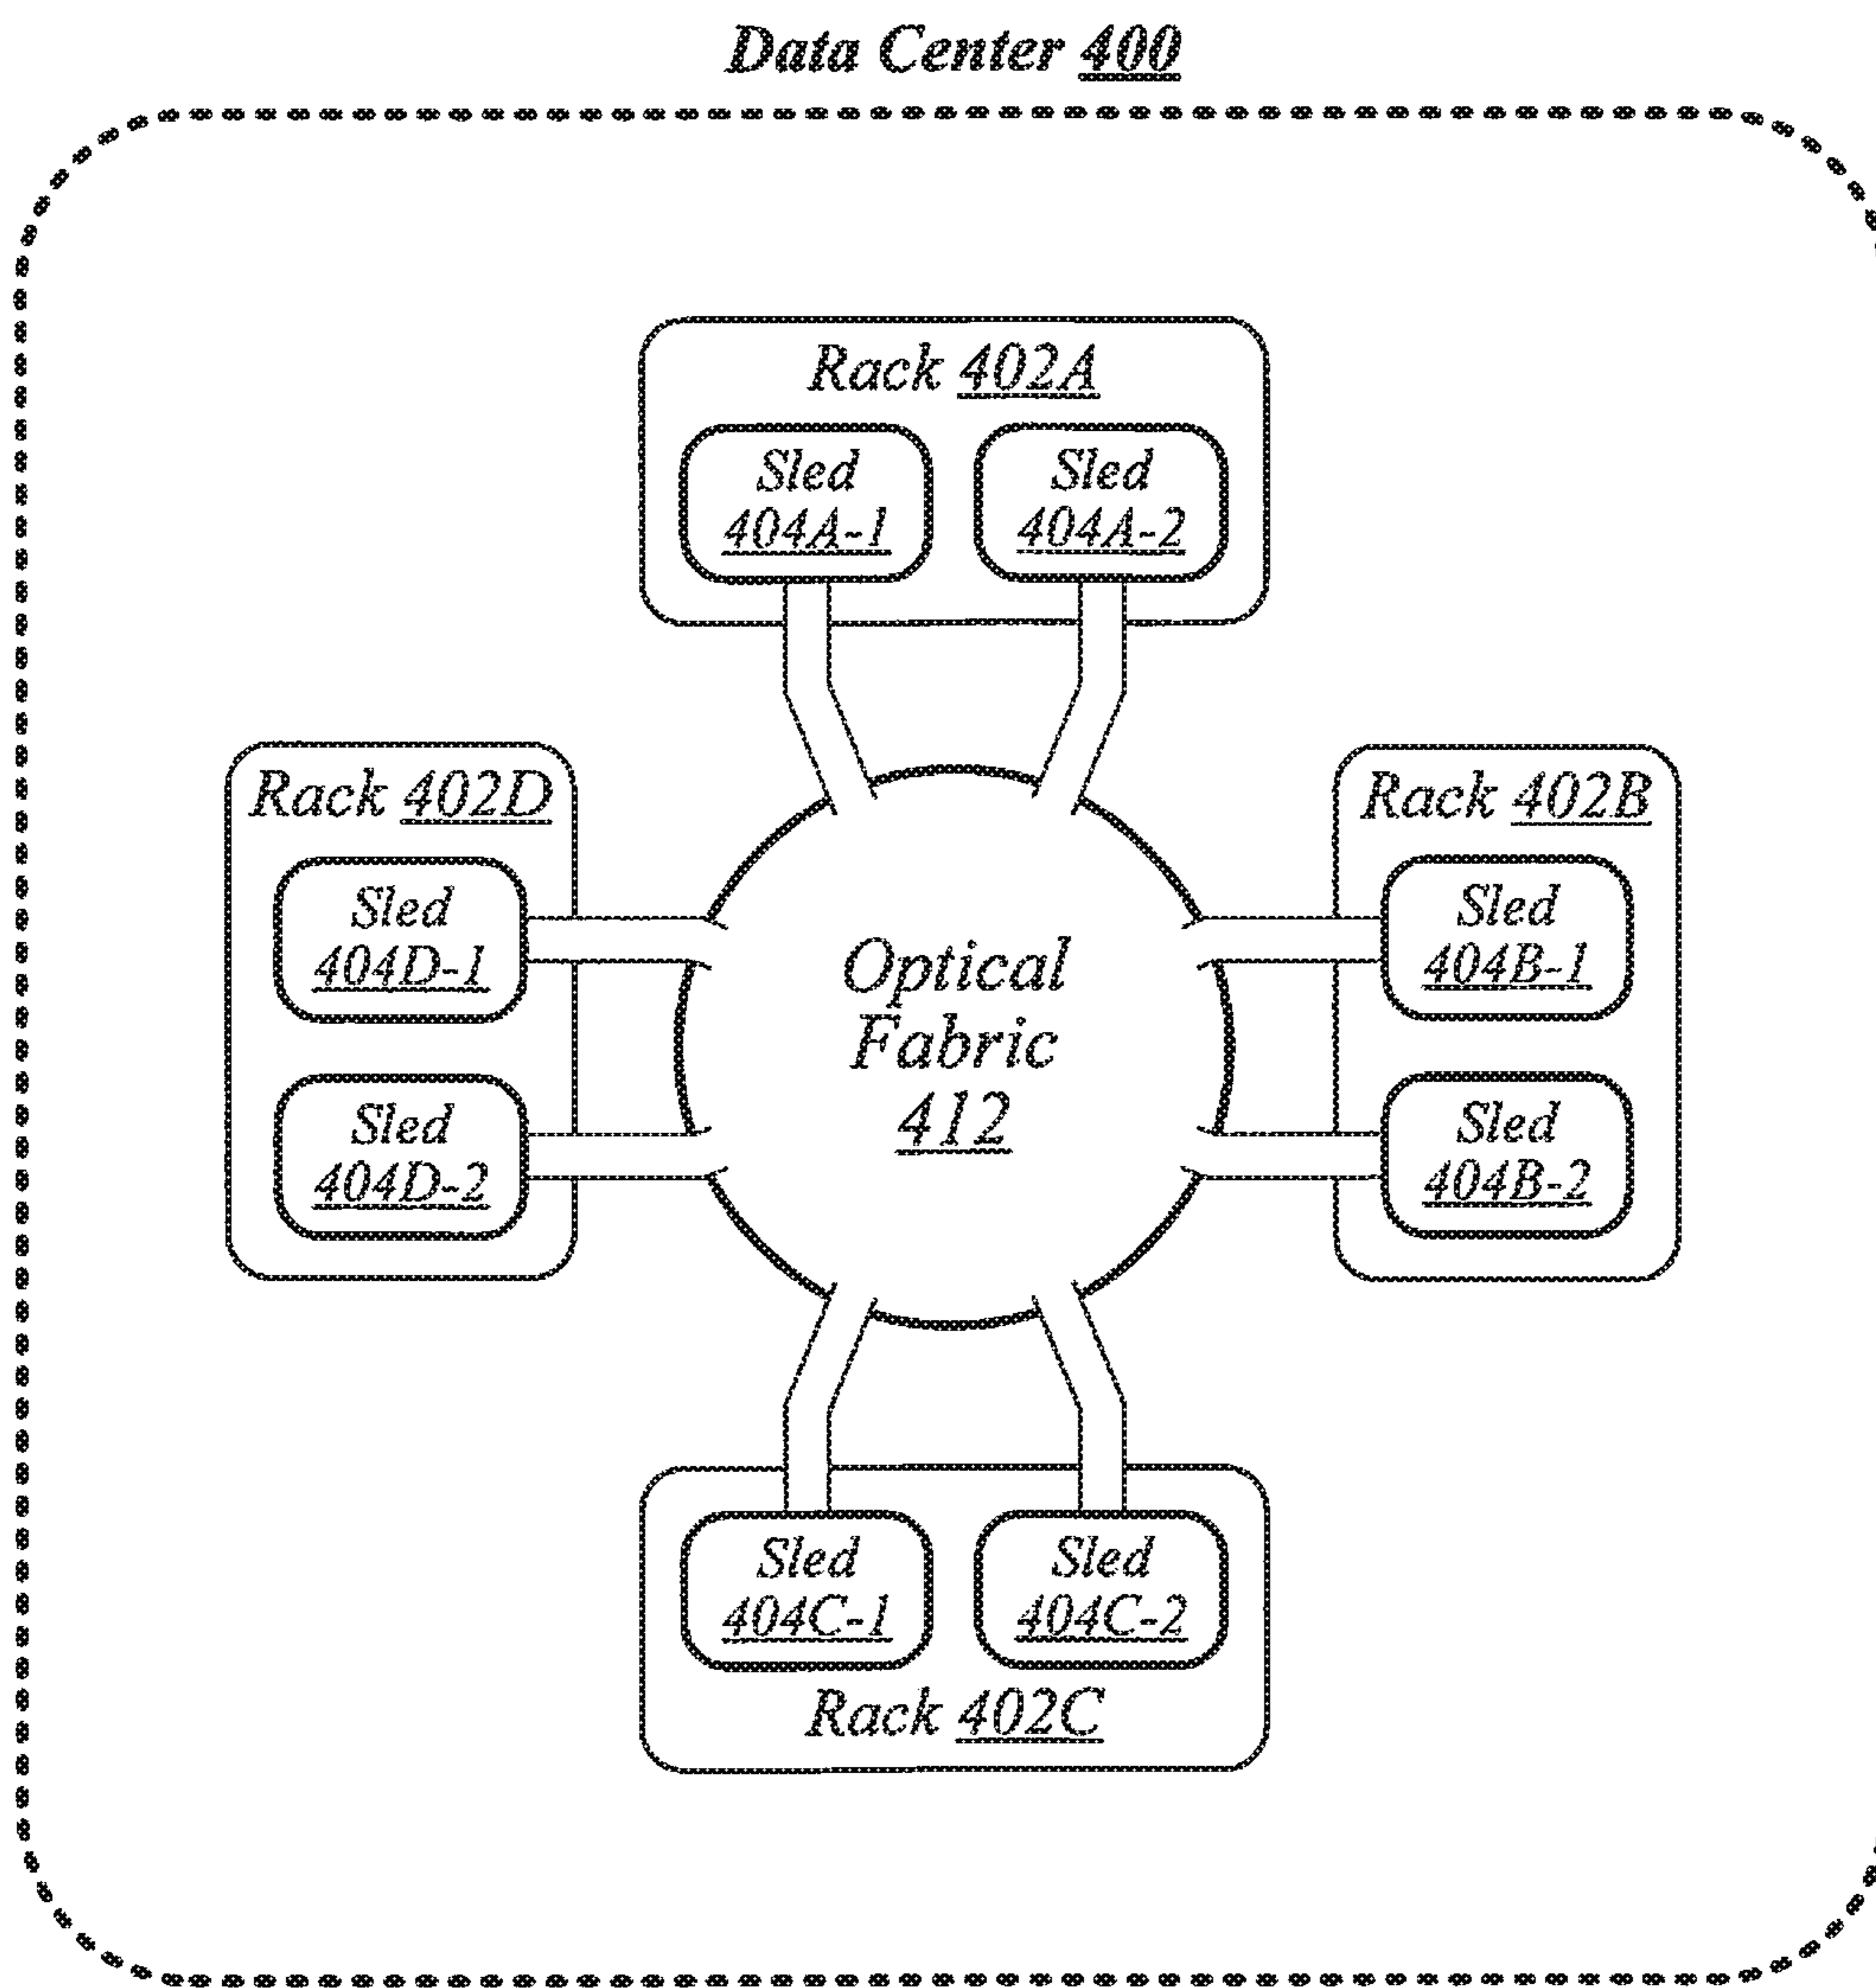 Data Center 400
Rack 402A
Sled
404A-1
Sled
404A-2
Rack 402D
Sled
404D-1
Sled
404D-2
Optical
Fabric
412
Rack 402B
Sled
404B-1
Sled
404B-2
Sled
404C-1
Sled
404C-2
Rack 402C